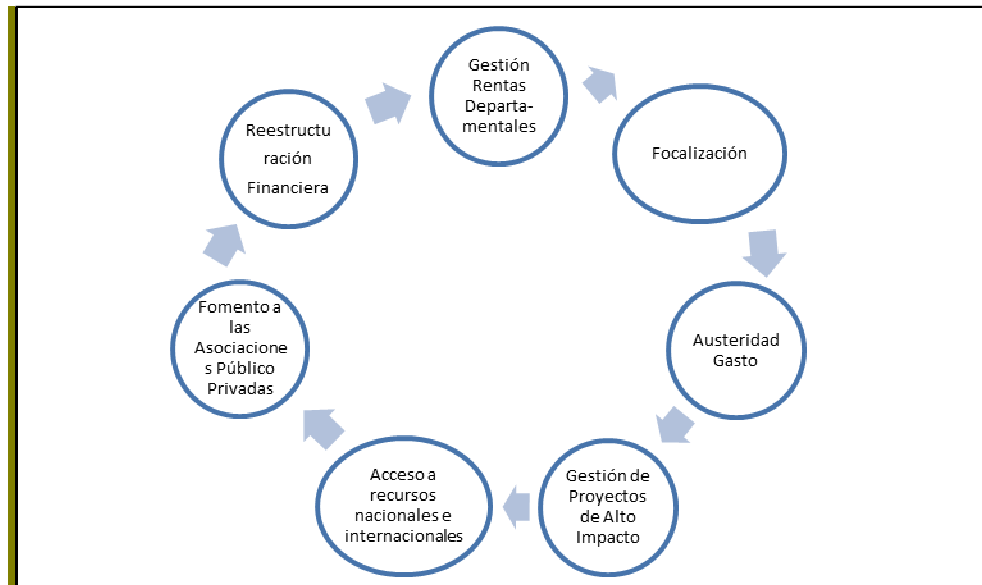 Gestión
Rentas
Departa-
mentales
Focalización
Austeridad
Gasto
Gestión de
Proyectos
de Alto
Impacto
Acceso a
recursos
nacionales e
internacionales
Fomento a
las
Asociacione
s Público
Privadas
Reestructu
ración
Financiera